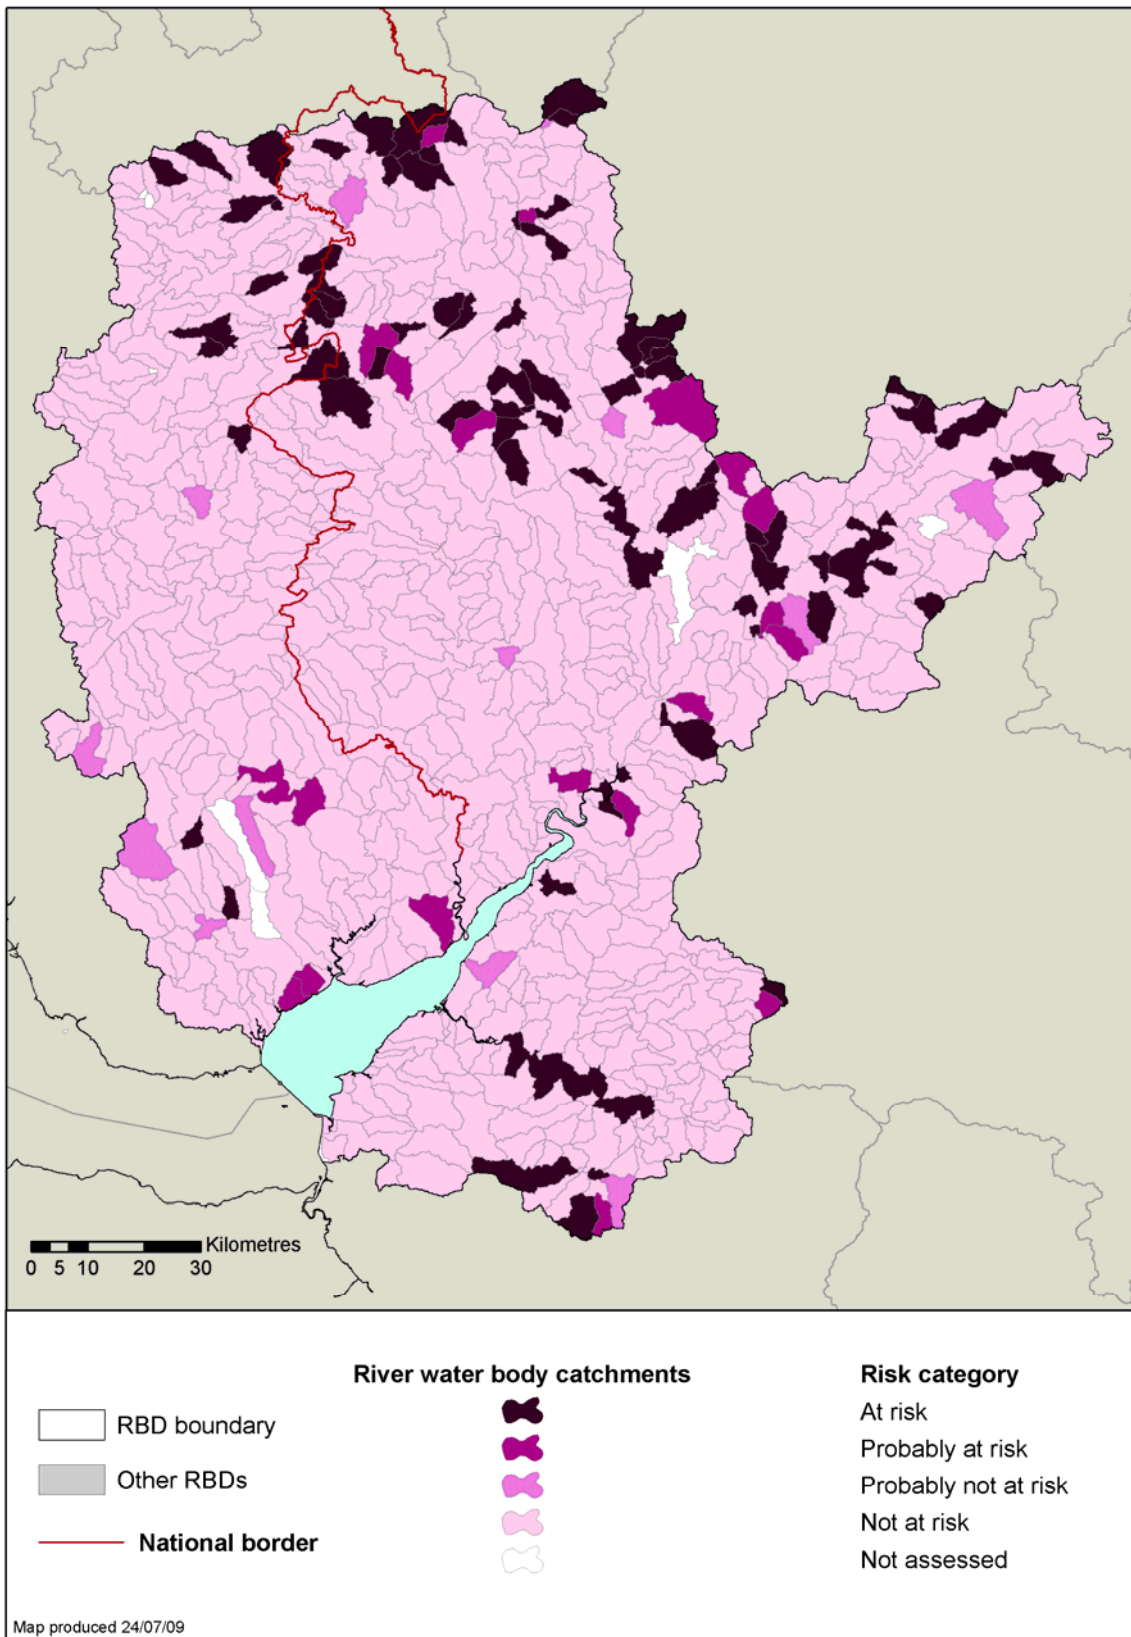 Kilometres
0 5 10 20 30
River water body catchments
Risk category
RBD boundary
Other RBDs
National border
At risk
Probably at risk
Probably not at risk
Not at risk
Not assessed
Map produced 24/07/09